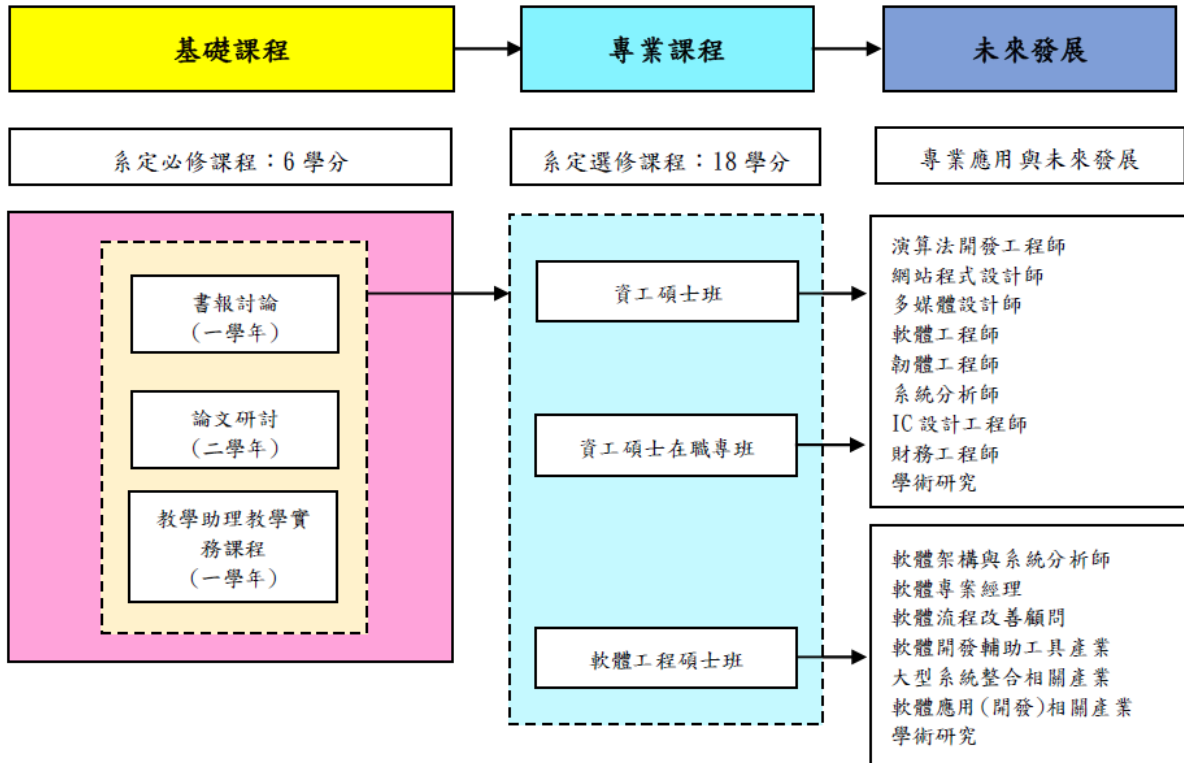 基礎課程
專業課程
未來發展
系定必修課程：6 學分
系定選修課程：18 學分
專業應用與未來發展
書報討論
(一學年)
論文研討
(二學年)
教學助理教學實
務課程
(一學年)
資工碩士班
資工碩士在職專班
軟體工程碩士班
演算法開發工程師
網站程式設計師
多媒體設計師
軟體工程師
韌體工程師
系統分析師
IC 設計工程師
財務工程師
學術研究
軟體架構與系統分析師
軟體專案經理
軟體流程改善顧問
軟體開發輔助工具產業
大型系統整合相關產業
軟體應用(開發)相關產業
學術研究